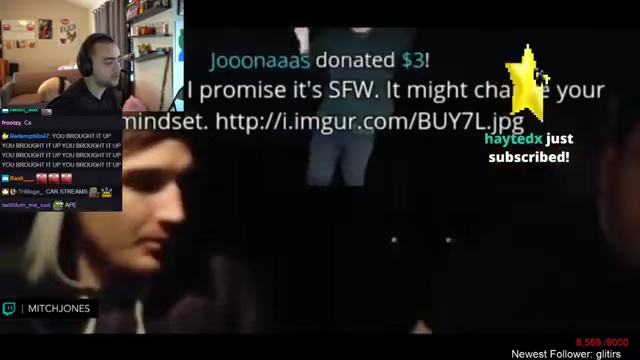 Jooonaaas donated $3!
I promise it's SFW. It might change your
mindset. http://i.imgur.com/BUY7L.jpg
haytedx just
subscribed!
frootzy Cx
YOU BROUGHT IT UP
YOU BROUGHT IT UP YOU BROUGHT IT UP
YOU BROUGHT IT UP YOU BROUGHT IT UP
YOU BROUGHT IT UP YOU BROUGHT IT UP
CAR STREAMS
APE
MITCHJONES
8,569 /9000
Newest Follower: glitirs